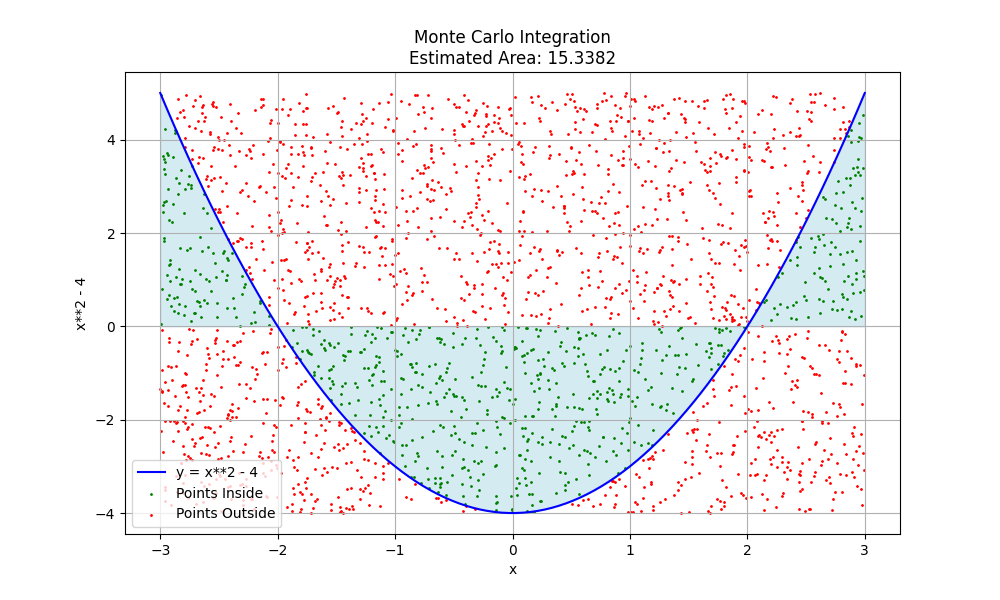 Monte Carlo Integration
Estimated Area: 15.3382
x**2 - 4
4
2
0
−2
−4
y = x**2 - 4
Points Inside
Points Outside
−3 −2 −1 0 1 2 3
x